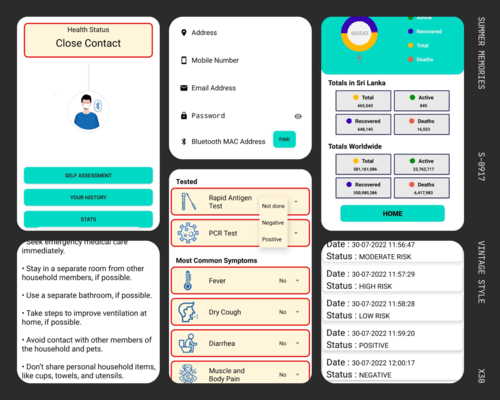 Health Status
Close Contact
SELF ASSESSMENT
YOUR HISTORY
STATS
Address
Mobile Number
Email Address
Password
Bluetooth MAC Address
FIND
665543
Active
Recovered
Total
Deaths
Totals in Sri Lanka
Total
665,543
Active
845
Recovered
648,145
Deaths
16,552
Totals Worldwide
Total
581,161,086
Active
23,762,717
Recovered
550,980,386
Deaths
6,417,983
HOME
Seek emergency medical care
immediately.
• Stay in a separate room from other
household members, if possible.
• Use a separate bathroom, if possible.
• Take steps to improve ventilation at
home, if possible.
• Avoid contact with other members of
the household and pets.
• Don't share personal household items,
like cups, towels, and utensils.
Tested
Rapid Antigen
Test
Not done
Negative
Positive
PCR Test
Most Common Symptoms
Fever
No
Dry Cough
No
Diarrhea
No
Muscle and
Body Pain
No
Date : 30-07-2022 11:56:47
Status : MODERATE RISK
Date : 30-07-2022 11:57:29
Status : HIGH RISK
Date : 30-07-2022 11:58:28
Status : LOW RISK
Date : 30-07-2022 11:59:20
Status : POSITIVE
Date : 30-07-2022 12:00:17
Status : NEGATIVE
SUMMER MEMORIES
S-0917
VINTAGE STYLE
X30